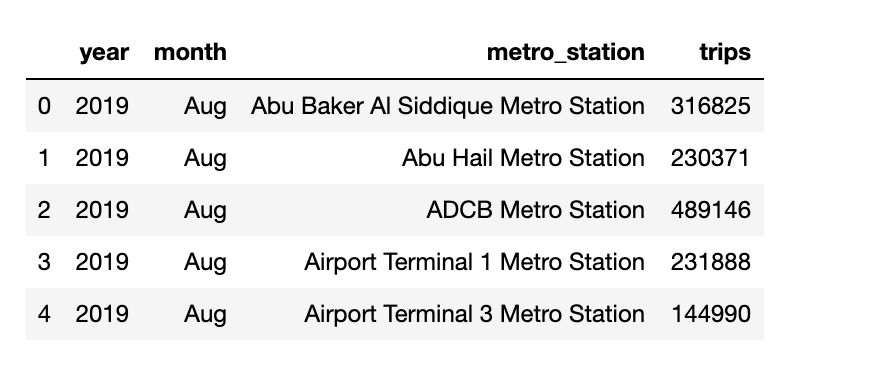 year month metro_station trips
0 2019 Aug Abu Baker Al Siddique Metro Station 316825
1 2019 Aug Abu Hail Metro Station 230371
2 2019 Aug ADCB Metro Station 489146
3 2019 Aug Airport Terminal 1 Metro Station 231888
4 2019 Aug Airport Terminal 3 Metro Station 144990